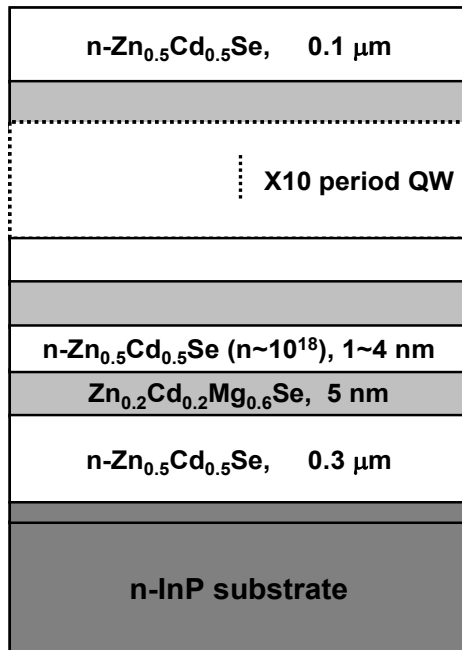 n-Zn₀.₅Cd₀.₅Se, 0.1 μm
X10 period QW
n-Zn₀.₅Cd₀.₅Se (n~10¹⁸), 1~4 nm
Zn₀.₂Cd₀.₂Mg₀.₆Se, 5 nm
n-Zn₀.₅Cd₀.₅Se, 0.3 μm
n-InP substrate